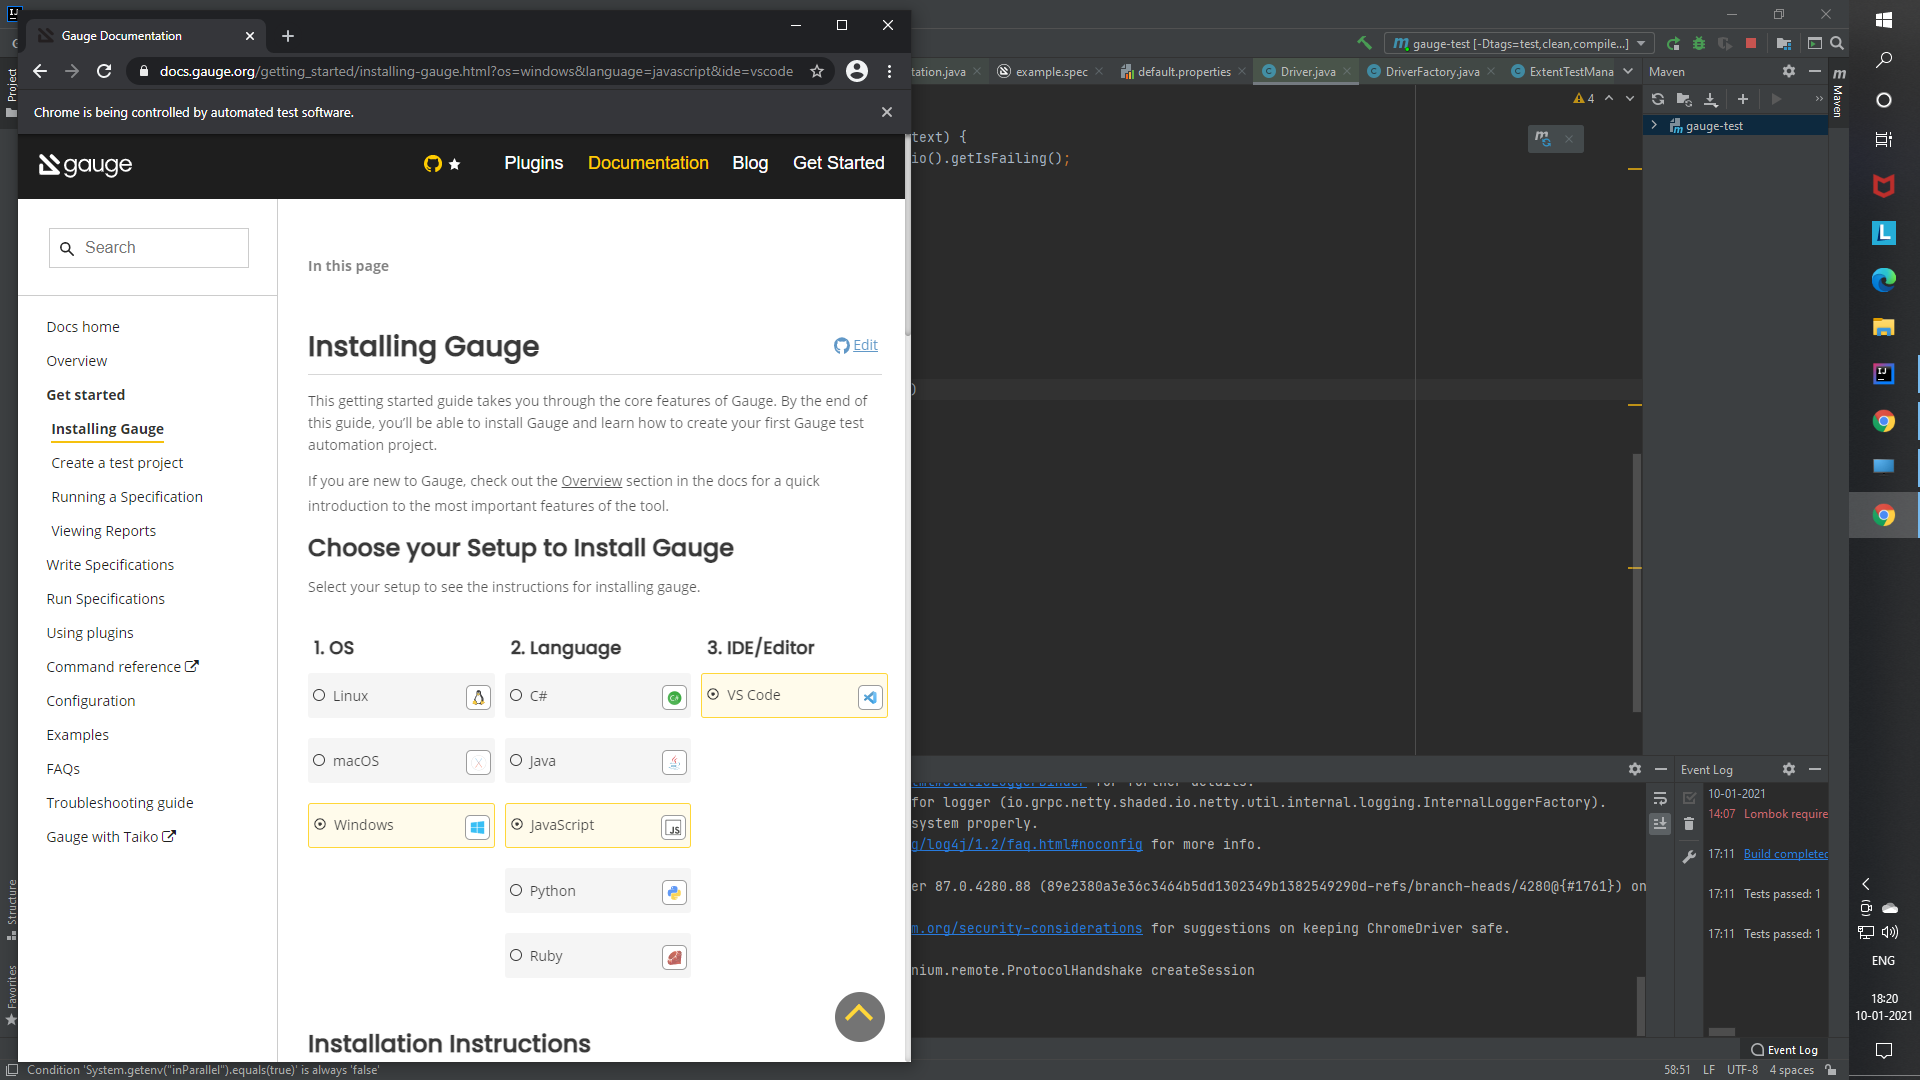 Gauge Documentation
docs.gauge.org/getting_started/installing-gauge.html?os=windows&language=javascript&ide=vscode
Chrome is being controlled by automated test software.
gauge
Plugins
Documentation
Blog
Get Started
Search
Docs home
Overview
Get started
Installing Gauge
Create a test project
Running a Specification
Viewing Reports
Write Specifications
Run Specifications
Using plugins
Command reference
Configuration
Examples
FAQs
Troubleshooting guide
Gauge with Taiko
In this page
Installing Gauge
Edit
This getting started guide takes you through the core features of Gauge. By the end of
this guide, you'll be able to install Gauge and learn how to create your first Gauge test
automation project.
If you are new to Gauge, check out the Overview section in the docs for a quick
introduction to the most important features of the tool.
Choose your Setup to Install Gauge
Select your setup to see the instructions for installing gauge.
1. OS
Linux
macOS
Windows
2. Language
C#
Java
JavaScript
Python
Ruby
3. IDE/Editor
VS Code
Installation Instructions
gauge-test [-Dtags=test,clean,compile...]
tation.java
example.spec
default.properties
Driver.java
DriverFactory.java
ExtentTestMana
4
text) {
io().getIsFailing();
)
Maven
gauge-test
Maven
Project
Structure
Favorites
for logger (io.grpc.netty.shaded.io.netty.util.internal.logging.InternalLoggerFactory).
system properly.
g/log4j/1.2/faq.html#noconfig for more info.
er 87.0.4280.88 (89e2380a3e36c3464b5dd1302349b1382549290d-refs/branch-heads/4280@{#1761}) on
m.org/security-considerations for suggestions on keeping ChromeDriver safe.
nium.remote.ProtocolHandshake createSession
Event Log
10-01-2021
14:07 Lombok require
17:11 Build completed
17:11 Tests passed: 1
17:11 Tests passed: 1
Event Log
Condition 'System.getenv("inParallel").equals(true)' is always 'false'
58:51 LF UTF-8 4 spaces
ENG
18:20
10-01-2021